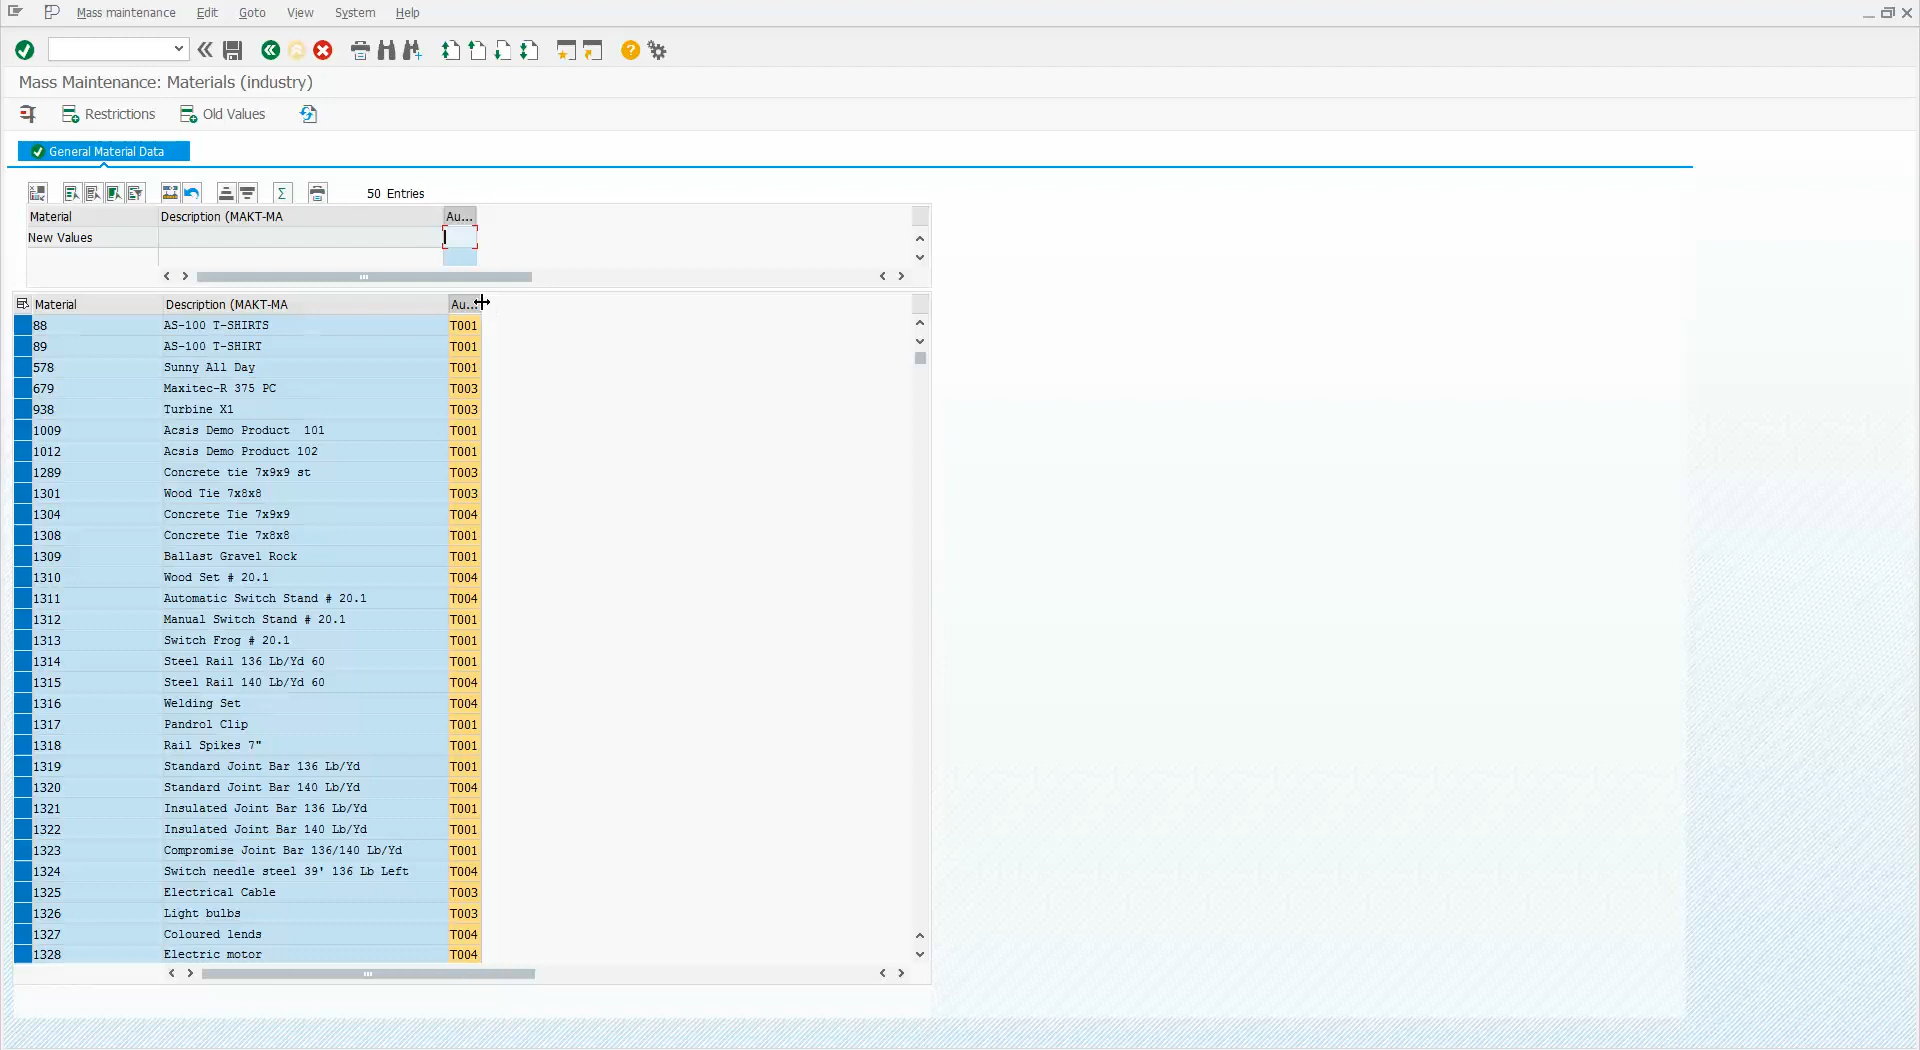 Mass maintenance Edit Goto View System Help
Mass Maintenance: Materials (industry)
Restrictions Old Values
General Material Data
50 Entries
Material Description (MAKT-MA Au...
New Values
Material Description (MAKT-MA Au...
88 AS-100 T-SHIRTS T001
89 AS-100 T-SHIRT T001
578 Sunny All Day T001
679 Maxitec-R 375 PC T003
938 Turbine X1 T003
1009 Acsis Demo Product  101 T001
1012 Acsis Demo Product 102 T001
1289 Concrete tie 7x9x9 st T003
1301 Wood Tie 7x8x8 T003
1304 Concrete Tie 7x9x9 T004
1308 Concrete Tie 7x8x8 T001
1309 Ballast Gravel Rock T001
1310 Wood Set # 20.1 T004
1311 Automatic Switch Stand # 20.1 T004
1312 Manual Switch Stand # 20.1 T001
1313 Switch Frog # 20.1 T001
1314 Steel Rail 136 Lb/Yd 60 T001
1315 Steel Rail 140 Lb/Yd 60 T004
1316 Welding Set T004
1317 Pandrol Clip T001
1318 Rail Spikes 7" T001
1319 Standard Joint Bar 136 Lb/Yd T001
1320 Standard Joint Bar 140 Lb/Yd T004
1321 Insulated Joint Bar 136 Lb/Yd T001
1322 Insulated Joint Bar 140 Lb/Yd T001
1323 Compromise Joint Bar 136/140 Lb/Yd T001
1324 Switch needle steel 39' 136 Lb Left T004
1325 Electrical Cable T003
1326 Light bulbs T003
1327 Coloured lends T004
1328 Electric motor T004